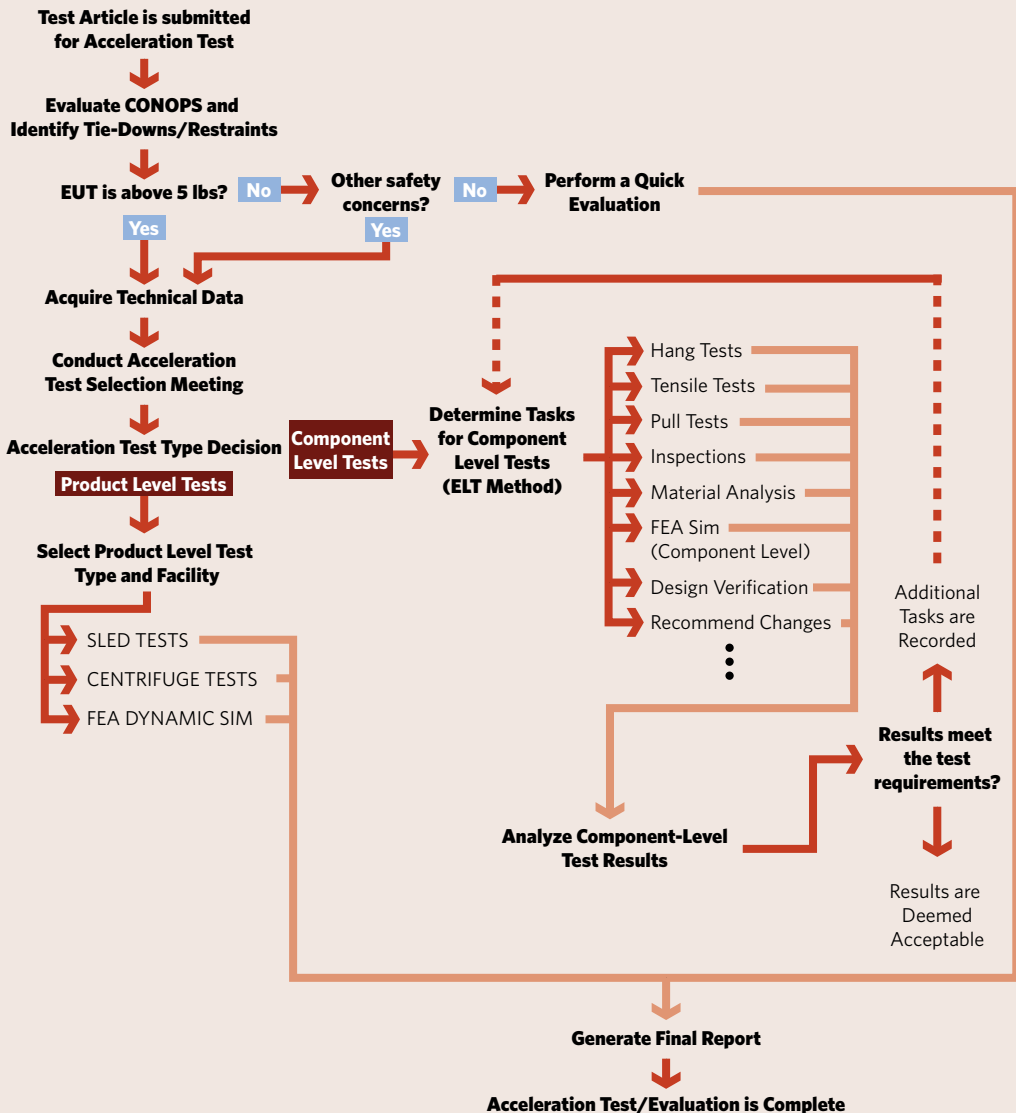 Test Article is submitted
for Acceleration Test
Evaluate CONOPS and
Identify Tie-Downs/Restraints
EUT is above 5 lbs?
No
Other safety
concerns?
No
Perform a Quick
Evaluation
Yes
Yes
Acquire Technical Data
Conduct Acceleration
Test Selection Meeting
Acceleration Test Type Decision
Component
Level Tests
Product Level Tests
Determine Tasks
for Component
Level Tests
(ELT Method)
Hang Tests
Tensile Tests
Pull Tests
Inspections
Material Analysis
FEA Sim
(Component Level)
Design Verification
Recommend Changes
Select Product Level Test
Type and Facility
SLED TESTS
CENTRIFUGE TESTS
FEA DYNAMIC SIM
Additional
Tasks are
Recorded
Results meet
the test
requirements?
Analyze Component-Level
Test Results
Results are
Deemed
Acceptable
Generate Final Report
Acceleration Test/Evaluation is Complete